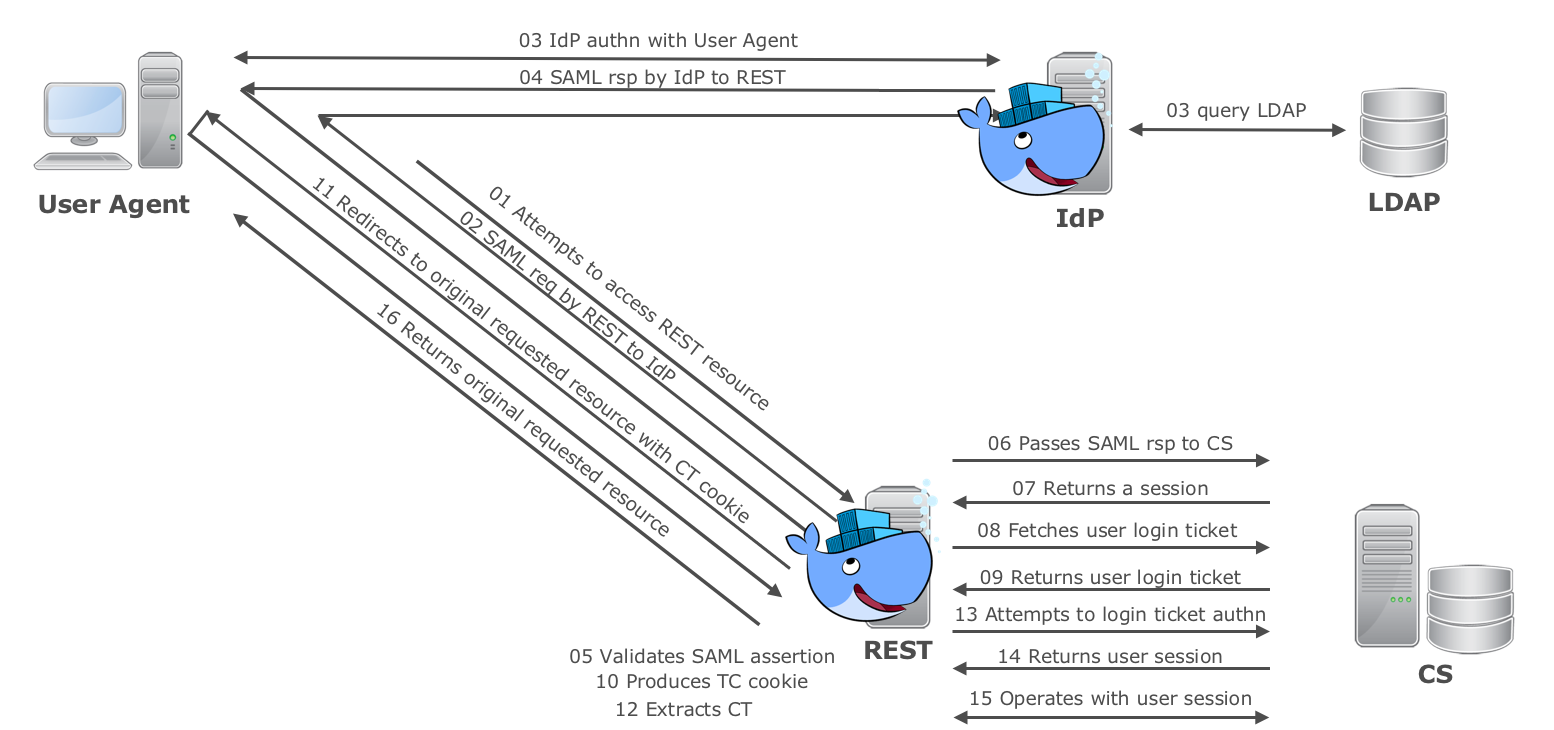 03 IdP authn with User Agent
04 SAML rsp by IdP to REST
03 query LDAP
User Agent
IdP
LDAP
01 Attempts to access REST resource
02 SAML req by REST to IdP
11 Redirects to original requested resource with CT cookie
16 Returns original requested resource
06 Passes SAML rsp to CS
07 Returns a session
08 Fetches user login ticket
09 Returns user login ticket
13 Attempts to login ticket authn
14 Returns user session
15 Operates with user session
REST
CS
05 Validates SAML assertion
10 Produces TC cookie
12 Extracts CT